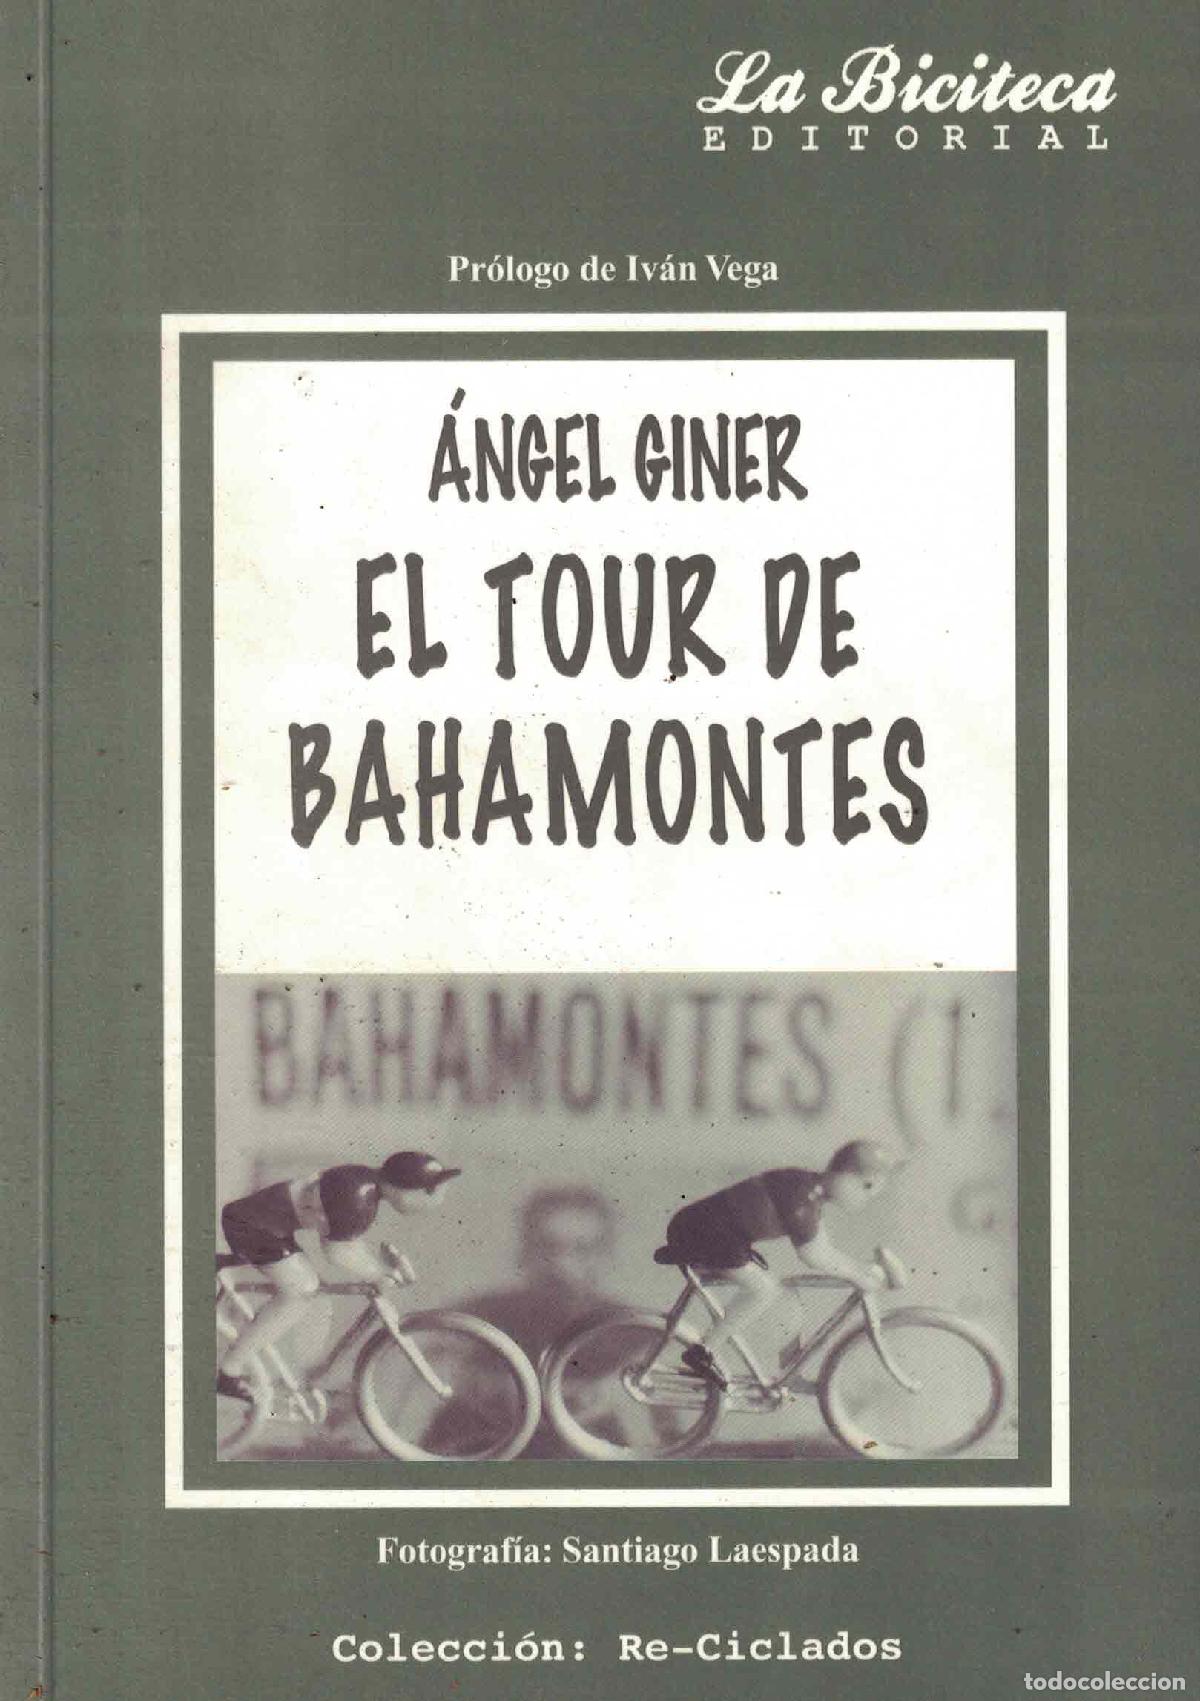 La Biciteca
EDITORIAL
Prólogo de Iván Vega
ÁNGEL GINER
EL TOUR DE
BAHAMONTES
BAHAMONTES (1.
Fotografía: Santiago Laespada
Colección: Re-Ciclados
todocoleccion